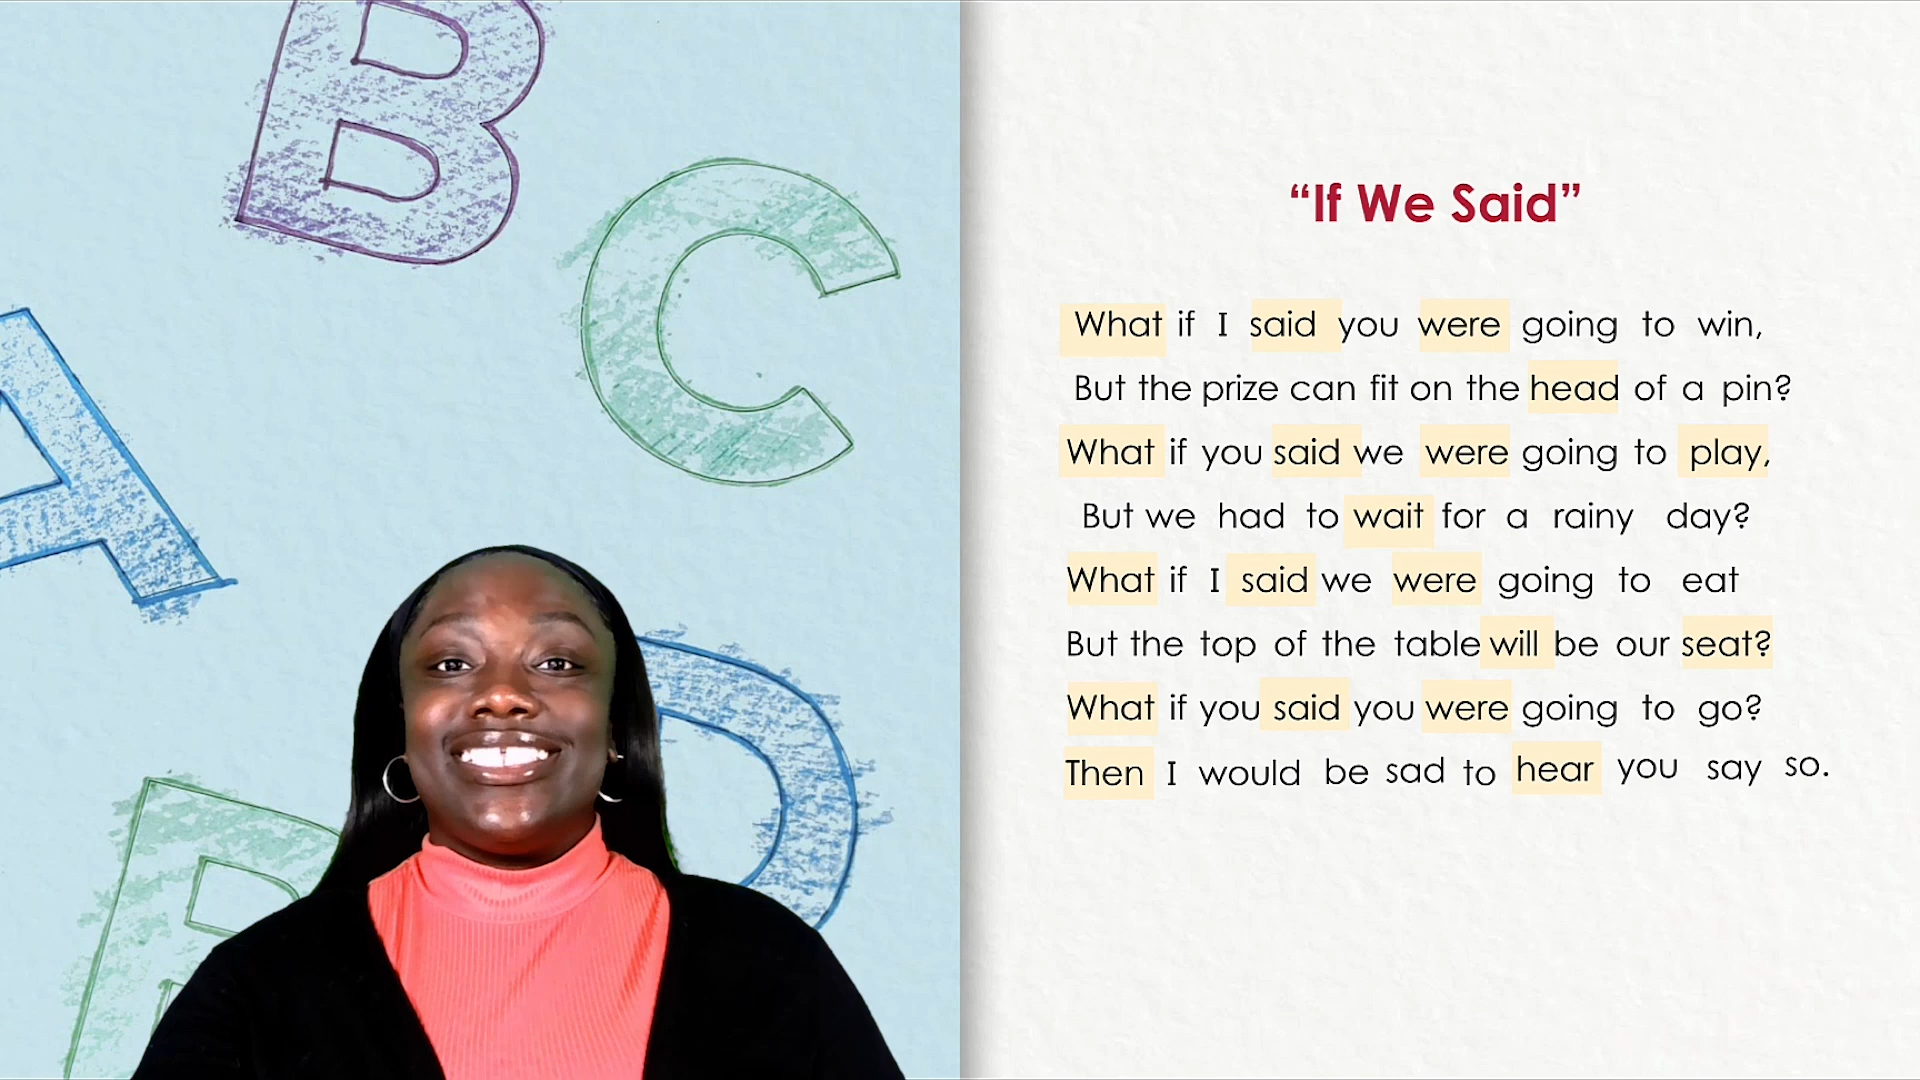 “If We Said”
What if I said you were going to win,
But the prize can fit on the head of a pin?
What if you said we were going to play,
But we had to wait for a rainy day?
What if I said we were going to eat
But the top of the table will be our seat?
What if you said you were going to go?
Then I would be sad to hear you say so.
B
C
A
D